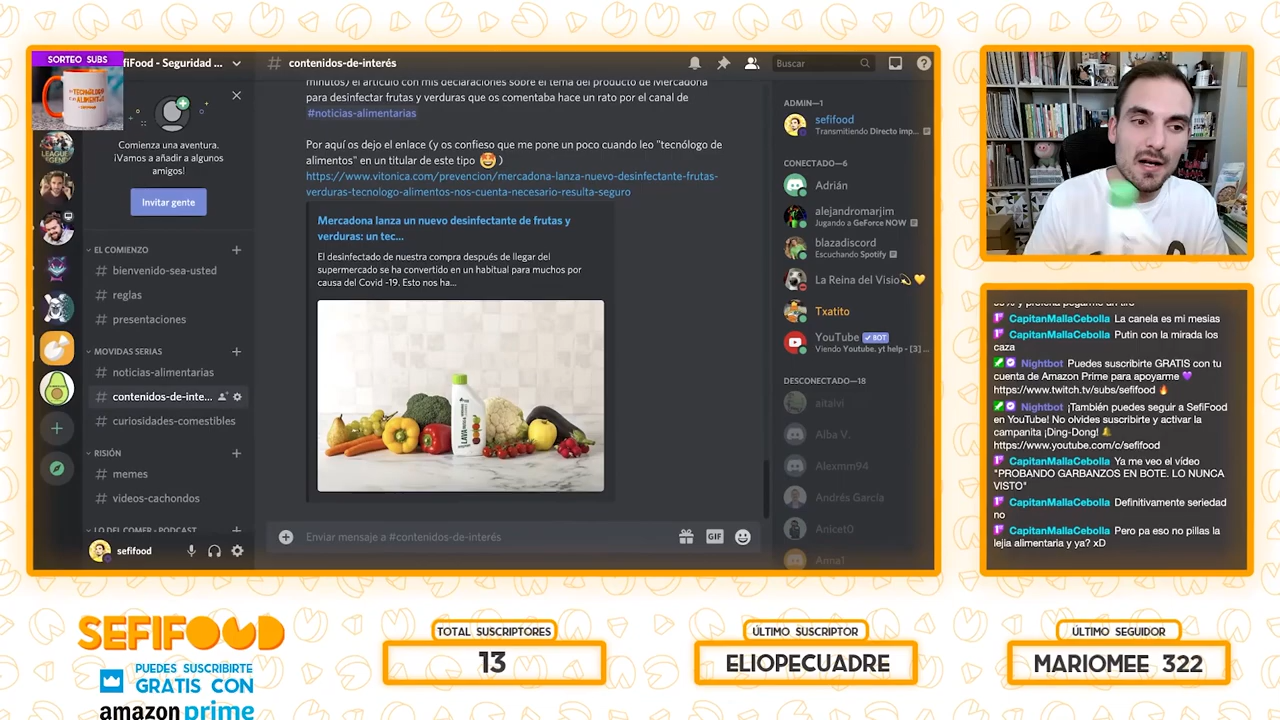 SORTEO SUBS
SefiFood - Seguridad ...
Comienza una aventura.
¡Vamos a añadir a algunos
amigos!
Invitar gente
EL COMIENZO
bienvenido-sea-usted
reglas
presentaciones
MOVIDAS SERIAS
noticias-alimentarias
contenidos-de-inte...
curiosidades-comestibles
RISIÓN
memes
videos-cachondos
LO DEL COMER - PODCAST
sefifood
# contenidos-de-interés
Buscar
minutos) el artículo con mis declaraciones sobre el tema del producto de Mercadona
para desinfectar frutas y verduras que os comentaba hace un rato por el canal de
#noticias-alimentarias
Por aquí os dejo el enlace (y os confieso que me pone un poco cuando leo "tecnólogo de
alimentos" en un titular de este tipo 🤩 )
https://www.vitonica.com/prevencion/mercadona-lanza-nuevo-desinfectante-frutas-
verduras-tecnologo-alimentos-nos-cuenta-necesario-resulta-seguro
Mercadona lanza un nuevo desinfectante de frutas y
verduras: un tec...
El desinfectado de nuestra compra después de llegar del
supermercado se ha convertido en un habitual para muchos por
causa del Covid -19. Esto nos ha...
Enviar mensaje a #contenidos-de-interés
GIF
ADMIN—1
sefifood
Transmitiendo Directo imp...
CONECTADO—6
Adrián
alejandromarjim
Jugando a GeForce NOW
blazadiscord
Escuchando Spotify
La Reina del Visio💫💛
Txatito
YouTube ✓BOT
Viendo Youtube. yt help - [3] ...
DESCONECTADO—18
aitalvi
Alba V.
Alexmm94
Andrés García
Anicet0
Anna1
CapitanMallaCebolla La canela es mi mesias
CapitanMallaCebolla Putin con la mirada los
caza
Nightbot Puedes suscribirte GRATIS con tu
cuenta de Amazon Prime para apoyarme 💜
https://www.twitch.tv/subs/sefifood 🔥
Nightbot ¡También puedes seguir a SefiFood
en YouTube! No olvides suscribirte y activar la
campanita ¡Ding-Dong! 🔔
https://www.youtube.com/c/sefifood
CapitanMallaCebolla Ya me veo el vídeo
"PROBANDO GARBANZOS EN BOTE. LO NUNCA
VISTO"
CapitanMallaCebolla Definitivamente seriedad
no
CapitanMallaCebolla Pero pa eso no pillas la
lejia alimentaria y ya? xD
SEFIFOOD
PUEDES SUSCRIBIRTE
GRATIS CON
amazon prime
TOTAL SUSCRIPTORES
13
ÚLTIMO SUSCRIPTOR
ELIOPECUADRE
ÚLTIMO SEGUIDOR
MARIOMEE 322